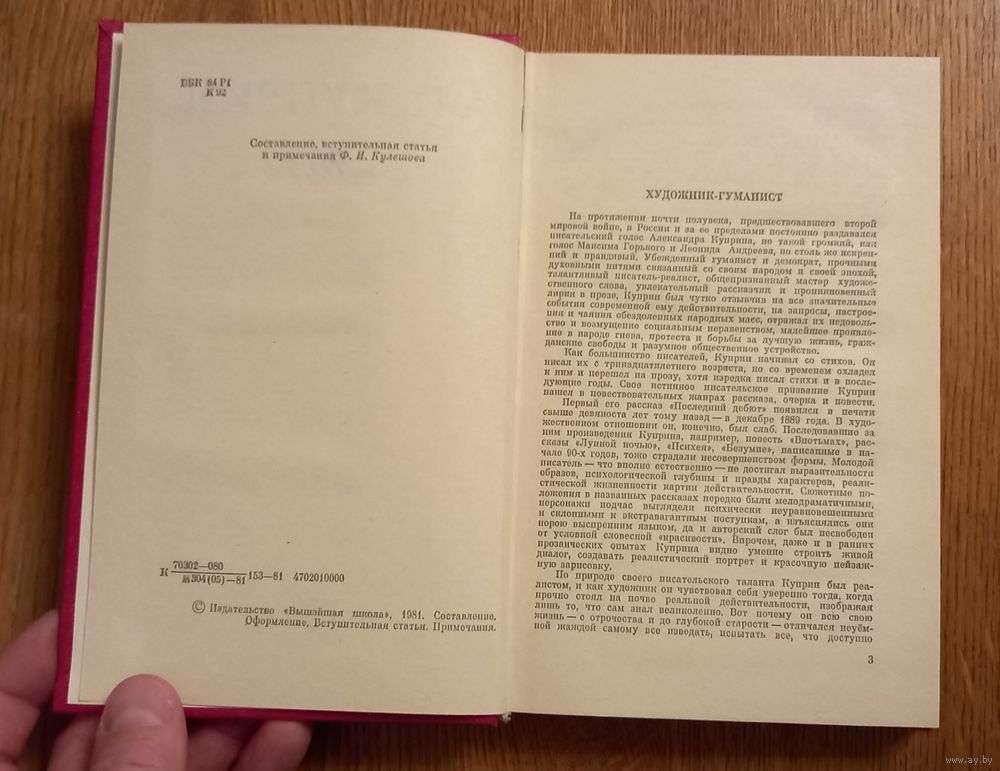 ББК 84 Р1
К 92
Составление, вступительная статья
и примечания Ф. И. Кулешова
К 70302—080
М 304(05)—81 153—81 4702010000
© Издательство «Вышэйшая школа», 1981. Составление.
Оформление. Вступительная статья. Примечания.
ХУДОЖНИК-ГУМАНИСТ
На протяжении почти полувека, предшествовавшего второй
мировой войне, в России и за ее пределами постоянно раздавался
писательский голос Александра Куприна, не такой громкий, как
голос Максима Горького и Леонида Андреева, но столь же искрен-
ний и правдивый. Убежденный гуманист и демократ, прочными
духовными нитями связанный со своим народом и своей эпохой,
талантливый писатель-реалист, общепризнанный мастер художе-
ственного слова, увлекательный рассказчик и проникновенный
лирик в прозе, Куприн был чутко отзывчив на все значительные
события современной ему действительности, на запросы, настрое-
ния и чаяния обездоленных народных масс, отражал их недоволь-
ство и возмущение социальным неравенством, малейшее проявле-
ние в народе гнева, протеста и борьбы за лучшую жизнь, граж-
данские свободы и разумное общественное устройство.
Как большинство писателей, Куприн начинал со стихов. Он
писал их с тринадцатилетнего возраста, но со временем охладел
к ним и перешел на прозу, хотя изредка писал стихи и в после-
дующие годы. Свое истинное писательское призвание Куприн
нашел в повествовательных жанрах рассказа, очерка и повести.
Первый его рассказ «Последний дебют» появился в печати
свыше девяноста лет тому назад — в декабре 1889 года. В худо-
жественном отношении он, конечно, был слаб. Последовавшие за
ним произведения Куприна, например, повесть «Впотьмах», рас-
сказы «Лунной ночью», «Психея», «Безумие», написанные в на-
чале 90-х годов, тоже страдали несовершенством формы. Молодой
писатель — что вполне естественно — не достигал выразительности
образов, психологической глубины и правды характеров, реали-
стической жизненности картин действительности. Сюжетные по-
ложения в названных рассказах нередко были мелодраматичными,
персонажи подчас выглядели психически неуравновешенными
и склонными к экстравагантным поступкам, а изъяснялись они
порою выспренним языком, да и авторский слог был несвободен
от условной словесной «красивости». Впрочем, даже и в ранних
прозаических опытах Куприна видно умение строить живой
диалог, создавать реалистический портрет и красочную пейзаж-
ную зарисовку.
По природе своего писательского таланта Куприн был реа-
листом, и как художник он чувствовал себя уверенно тогда, когда
прочно стоял на почве реальной действительности, изображая
лишь то, что сам знал великолепно. Вот почему он всю свою
жизнь — с отрочества и до глубокой старости — отличался неуём-
ной жаждой самому все изведать, испытать все, что доступно
3
www.ay.by